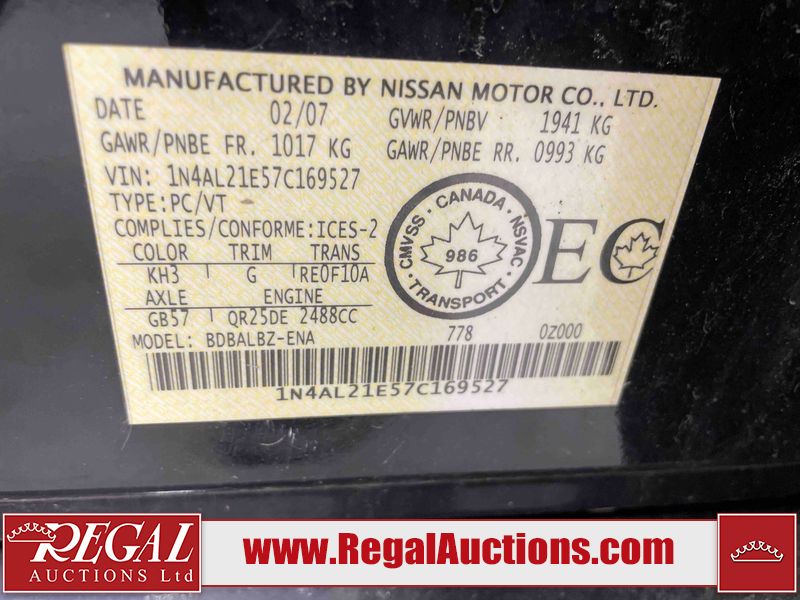 MANUFACTURED BY NISSAN MOTOR CO., LTD.
DATE 02/07 GVWR/PNBV 1941 KG
GAWR/PNBE FR. 1017 KG GAWR/PNBE RR. 0993 KG
VIN: 1N4AL21E57C169527
TYPE:PC/VT
COMPLIES/CONFORME:ICES-2
COLOR TRIM TRANS
KH3 G RE0F10A
AXLE ENGINE
GB57 QR25DE 2488CC
MODEL: BDBALBZ-ENA 778 0Z000
CMVSS · CANADA · NSVAC · TRANSPORT ·
986
EC
1N4AL21E57C169527
REGAL
AUCTIONS Ltd
www.RegalAuctions.com